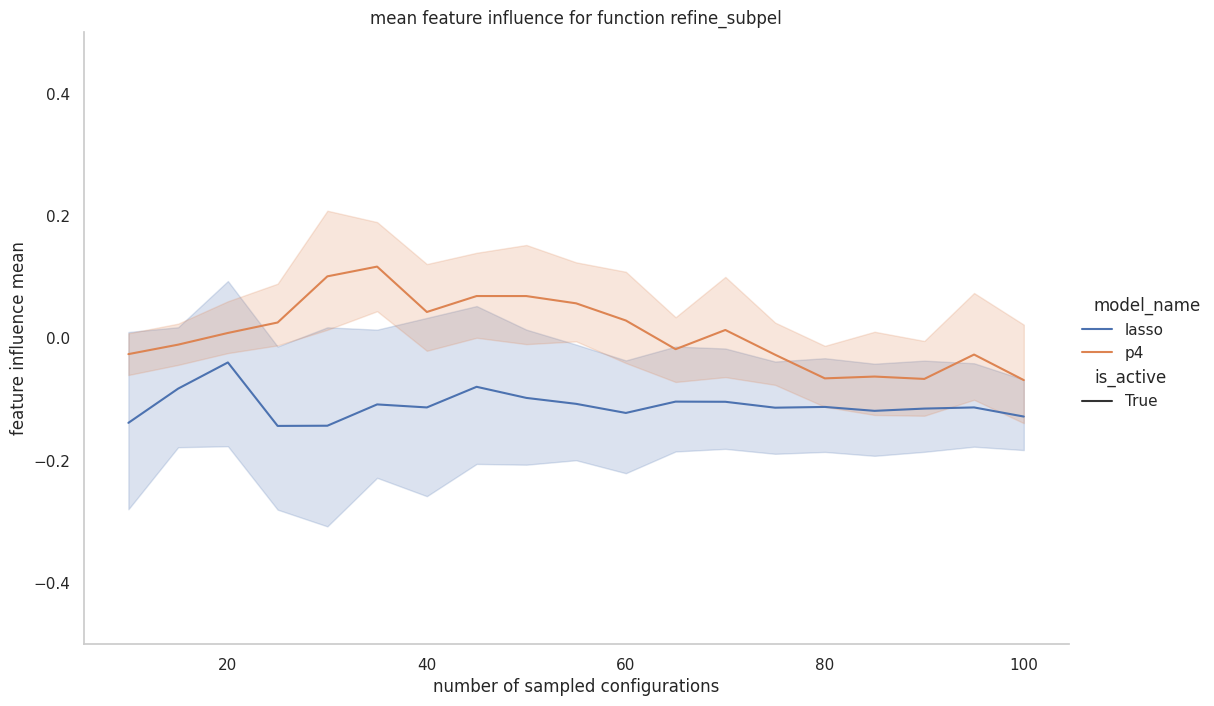 mean feature influence for function refine_subpel
feature influence mean
0.4
0.2
0.0
−0.2
−0.4
20
40
60
80
100
number of sampled configurations
model_name
lasso
p4
is_active
True